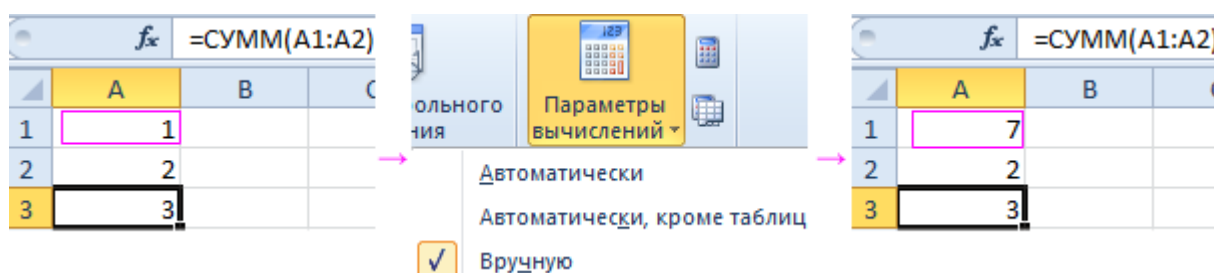 fx =СУММ(A1:A2)
A B
1 1
2 2
3 3
→
123
ольного
ния
Параметры
вычислений
Автоматически
Автоматически, кроме таблиц
✓ Вручную
→
fx =СУММ(A1:A2)
A B
1 7
2 2
3 3